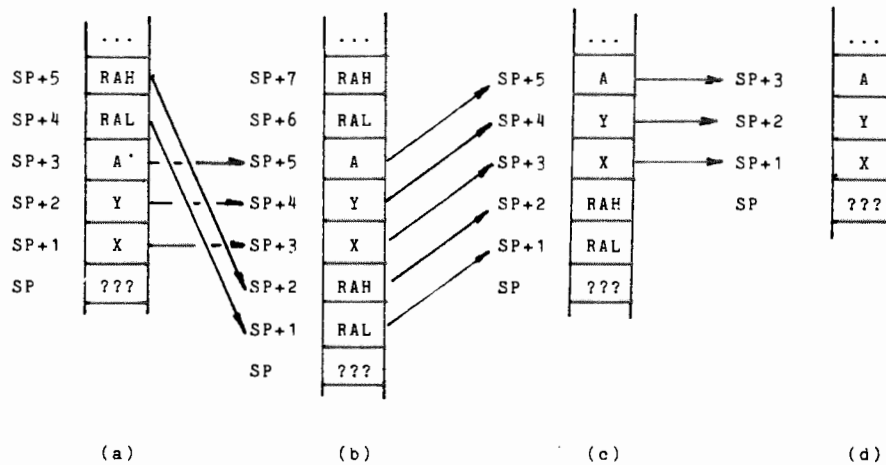 ... ... ... ...
SP+5 RAH SP+7 RAH SP+5 A SP+3 A
SP+4 RAL SP+6 RAL SP+4 Y SP+2 Y
SP+3 A SP+5 A SP+3 X SP+1 X
SP+2 Y SP+4 Y SP+2 RAH SP ???
SP+1 X SP+3 X SP+1 RAL
SP ??? SP+2 RAH SP ???
SP+1 RAL
SP ???
(a) (b) (c) (d)